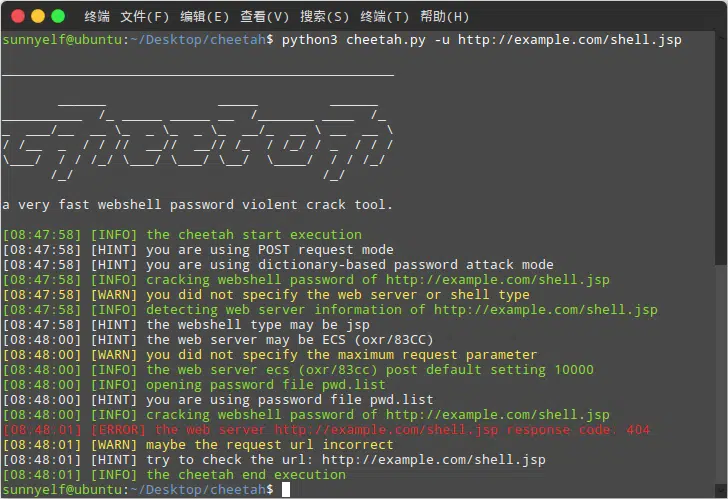 终端 文件(F) 编辑(E) 查看(V) 搜索(S) 终端(T) 帮助(H)
sunnyelf@ubuntu:~/Desktop/cheetah$ python3 cheetah.py -u http://example.com/shell.jsp
a very fast webshell password violent crack tool.
[08:47:58] [INFO] the cheetah start execution
[08:47:58] [HINT] you are using POST request mode
[08:47:58] [HINT] you are using dictionary-based password attack mode
[08:47:58] [INFO] cracking webshell password of http://example.com/shell.jsp
[08:47:58] [WARN] you did not specify the web server or shell type
[08:47:58] [INFO] detecting web server information of http://example.com/shell.jsp
[08:48:00] [HINT] the webshell type may be jsp
[08:48:00] [HINT] the web server may be ECS (oxr/83CC)
[08:48:00] [WARN] you did not specify the maximum request parameter
[08:48:00] [INFO] the web server ecs (oxr/83cc) post default setting 10000
[08:48:00] [INFO] opening password file pwd.list
[08:48:00] [HINT] you are using password file pwd.list
[08:48:00] [INFO] cracking webshell password of http://example.com/shell.jsp
[08:48:01] [ERROR] the web server http://example.com/shell.jsp response code  404
[08:48:01] [WARN] maybe the request url incorrect
[08:48:01] [HINT] try to check the url: http://example.com/shell.jsp
[08:48:01] [INFO] the cheetah end execution
sunnyelf@ubuntu:~/Desktop/cheetah$